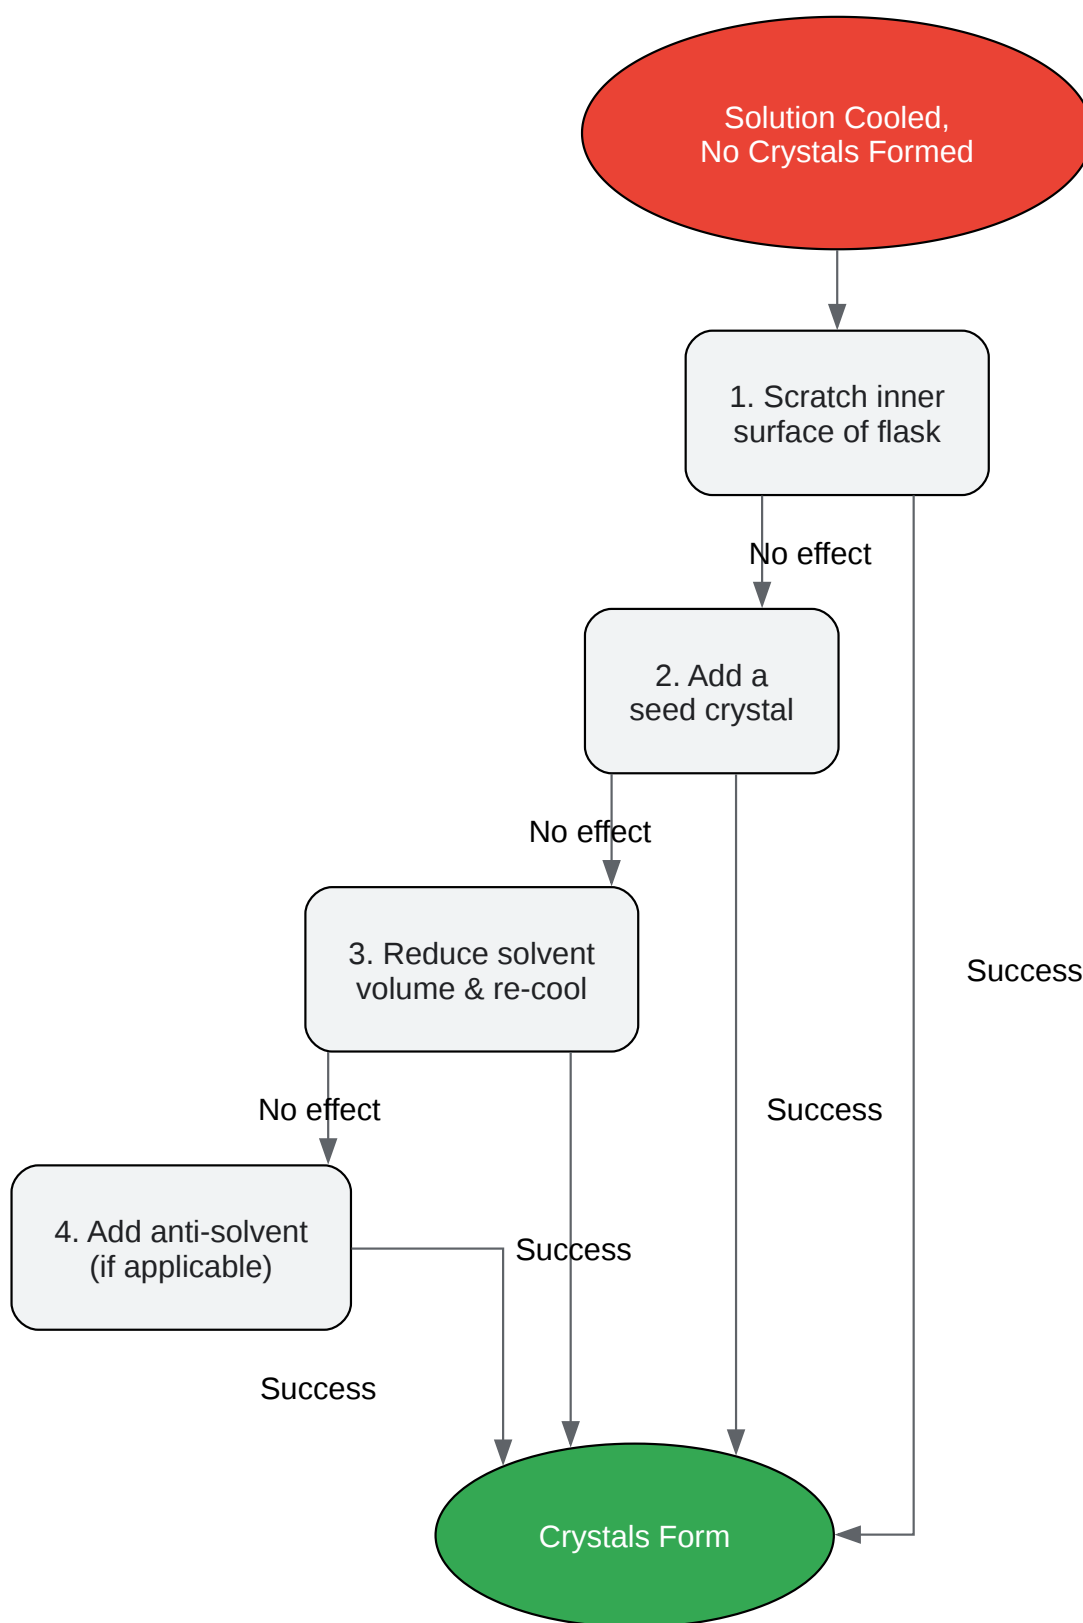 Solution Cooled,
No Crystals Formed
1. Scratch inner
surface of flask
No effect
2. Add a
seed crystal
No effect
3. Reduce solvent
volume & re-cool
Success
No effect
Success
4. Add anti-solvent
(if applicable)
Success
Success
Crystals Form